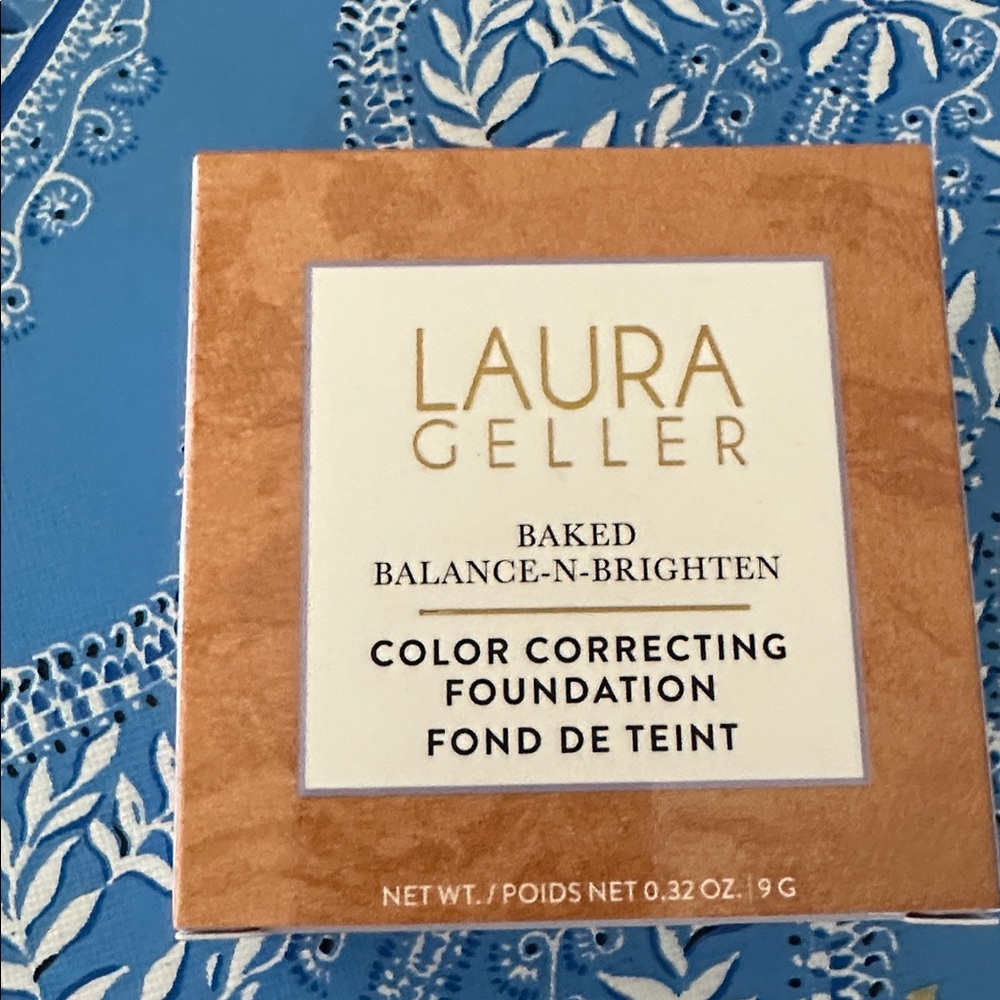 LAURA
GELLER
BAKED
BALANCE-N-BRIGHTEN
COLOR CORRECTING
FOUNDATION
FOND DE TEINT
NET WT. / POIDS NET 0.32 OZ. | 9 G